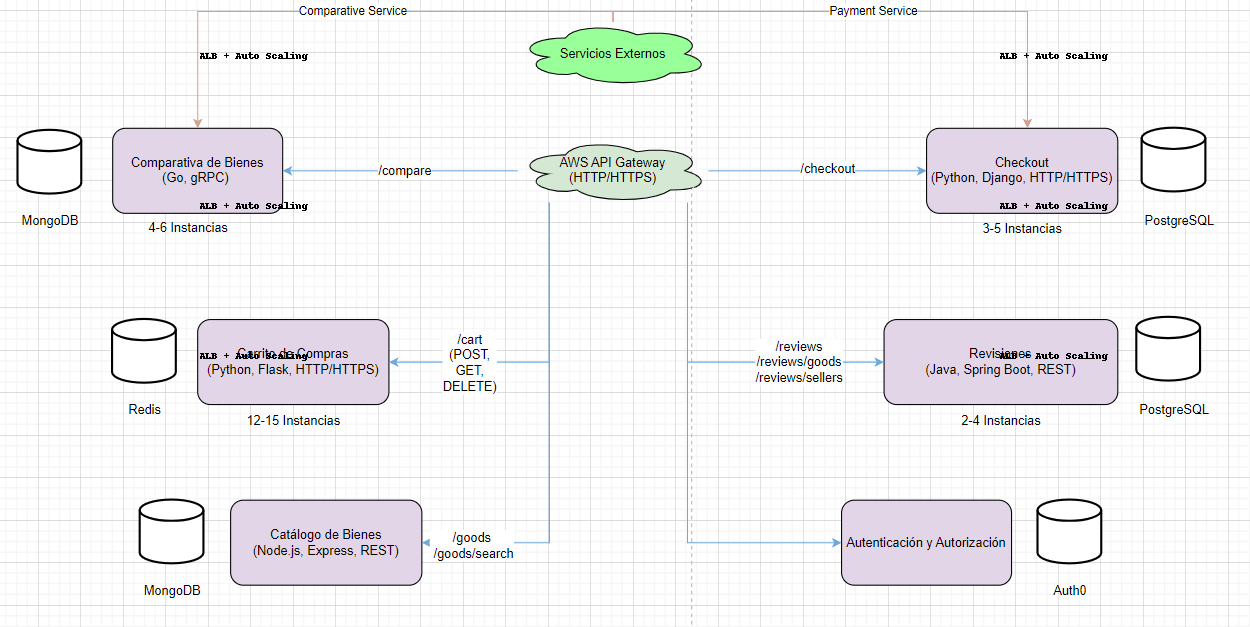 Comparative Service
Payment Service
ALB + Auto Scaling
Servicios Externos
ALB + Auto Scaling
Comparativa de Bienes
(Go, gRPC)
ALB + Auto Scaling
4-6 Instancias
MongoDB
/compare
AWS API Gateway
(HTTP/HTTPS)
/checkout
Checkout
(Python, Django, HTTP/HTTPS)
ALB + Auto Scaling
3-5 Instancias
PostgreSQL
Carrito de Compras
ALB + Auto Scaling
(Python, Flask, HTTP/HTTPS)
12-15 Instancias
Redis
/cart
(POST,
GET,
DELETE)
/reviews
/reviews/goods
/reviews/sellers
Revisiones
ALB + Auto Scaling
(Java, Spring Boot, REST)
2-4 Instancias
PostgreSQL
Catálogo de Bienes
(Node.js, Express, REST)
MongoDB
/goods
/goods/search
Autenticación y Autorización
Auth0